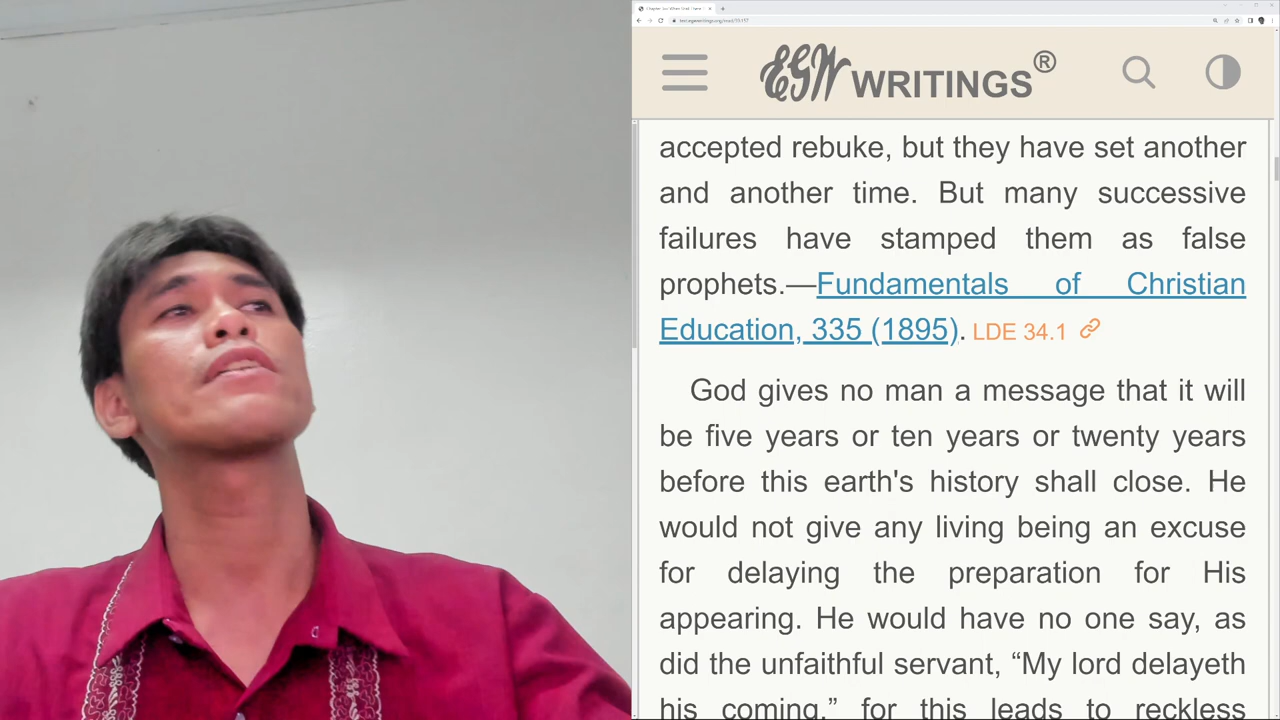 EGW WRITINGS®
accepted rebuke, but they have set another
and another time. But many successive
failures have stamped them as false
prophets.—Fundamentals of Christian
Education, 335 (1895). LDE 34.1
God gives no man a message that it will
be five years or ten years or twenty years
before this earth's history shall close. He
would not give any living being an excuse
for delaying the preparation for His
appearing. He would have no one say, as
did the unfaithful servant, “My lord delayeth
his coming,” for this leads to reckless